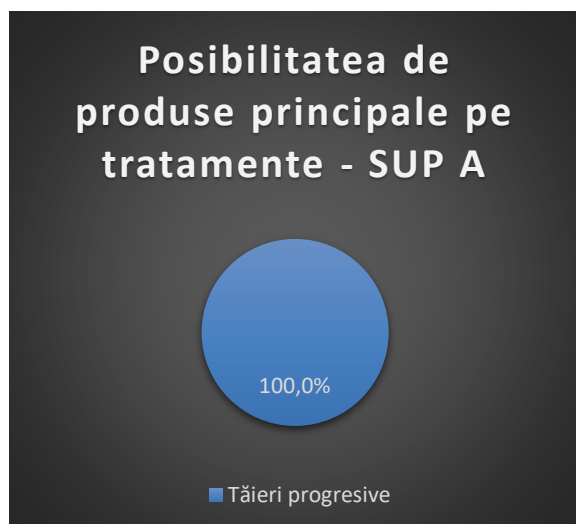 Posibilitatea de
produse principale pe
tratamente - SUP A
100,0%
Tăieri progresive